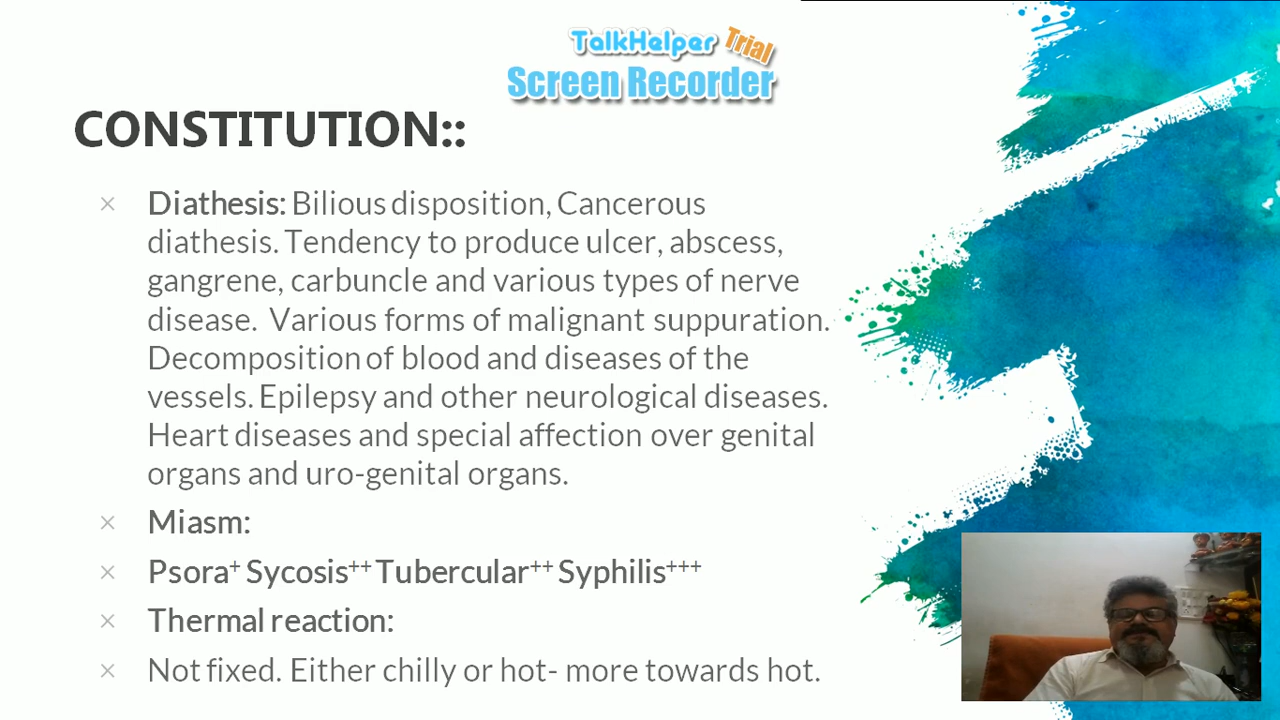 TalkHelper Trial
Screen Recorder
CONSTITUTION::
× Diathesis: Bilious disposition, Cancerous
diathesis. Tendency to produce ulcer, abscess,
gangrene, carbuncle and various types of nerve
disease. Various forms of malignant suppuration.
Decomposition of blood and diseases of the
vessels. Epilepsy and other neurological diseases.
Heart diseases and special affection over genital
organs and uro-genital organs.
× Miasm:
× Psora⁺ Sycosis⁺⁺ Tubercular⁺⁺ Syphilis⁺⁺⁺
× Thermal reaction:
× Not fixed. Either chilly or hot- more towards hot.